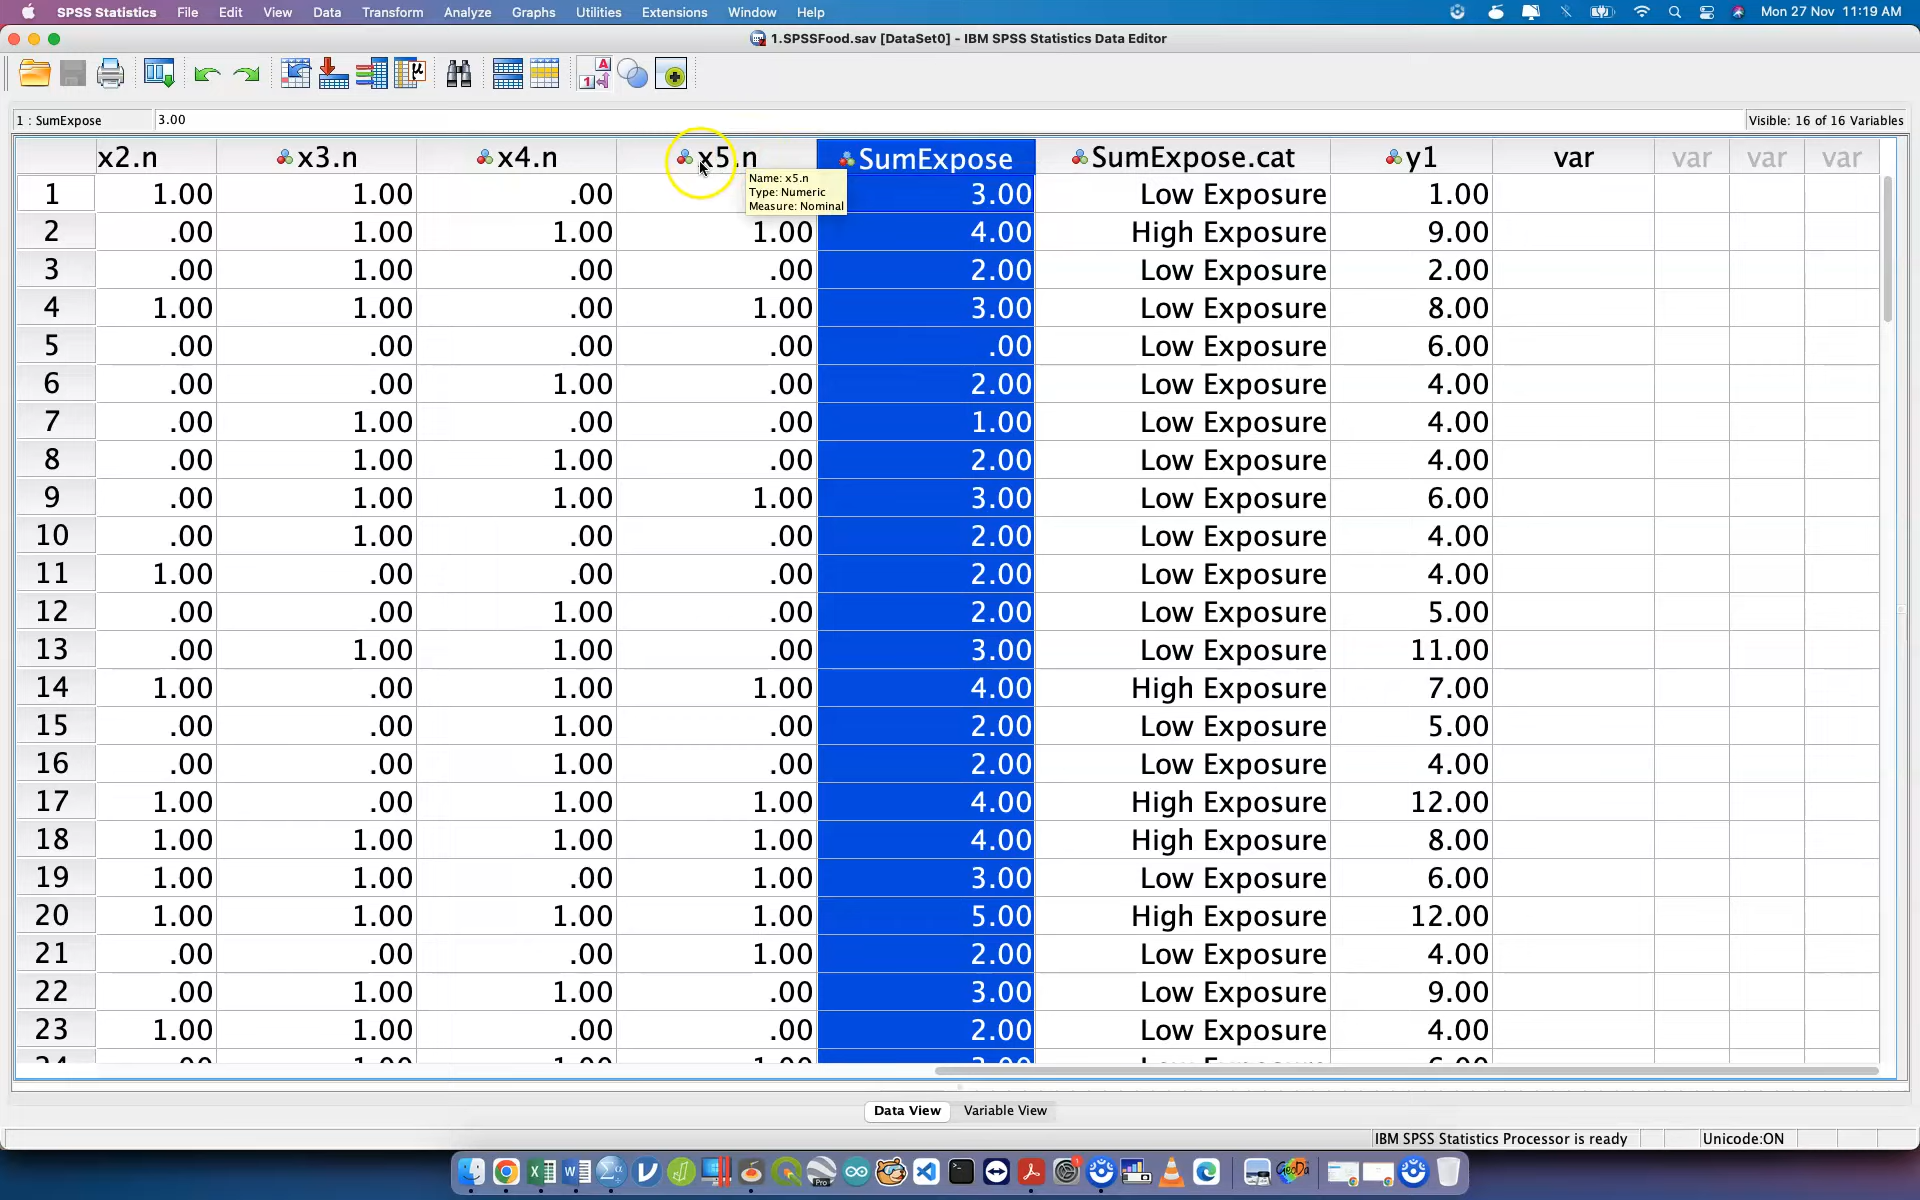 SPSS Statistics File Edit View Data Transform Analyze Graphs Utilities Extensions Window Help Mon 27 Nov 11:19 AM
1.SPSSFood.sav [DataSet0] - IBM SPSS Statistics Data Editor
1 : SumExpose 3.00 Visible: 16 of 16 Variables
x2.n x3.n x4.n x5.n SumExpose SumExpose.cat y1 var var var var
Name: x5.n
Type: Numeric
Measure: Nominal
1 1.00 1.00 .00 3.00 Low Exposure 1.00
2 .00 1.00 1.00 1.00 4.00 High Exposure 9.00
3 .00 1.00 .00 .00 2.00 Low Exposure 2.00
4 1.00 1.00 .00 1.00 3.00 Low Exposure 8.00
5 .00 .00 .00 .00 .00 Low Exposure 6.00
6 .00 .00 1.00 .00 2.00 Low Exposure 4.00
7 .00 1.00 .00 .00 1.00 Low Exposure 4.00
8 .00 1.00 1.00 .00 2.00 Low Exposure 4.00
9 .00 1.00 1.00 1.00 3.00 Low Exposure 6.00
10 .00 1.00 .00 .00 2.00 Low Exposure 4.00
11 1.00 .00 .00 .00 2.00 Low Exposure 4.00
12 .00 .00 1.00 .00 2.00 Low Exposure 5.00
13 .00 1.00 1.00 .00 3.00 Low Exposure 11.00
14 1.00 .00 1.00 1.00 4.00 High Exposure 7.00
15 .00 .00 1.00 .00 2.00 Low Exposure 5.00
16 .00 .00 1.00 .00 2.00 Low Exposure 4.00
17 1.00 .00 1.00 1.00 4.00 High Exposure 12.00
18 1.00 1.00 1.00 1.00 4.00 High Exposure 8.00
19 1.00 1.00 .00 1.00 3.00 Low Exposure 6.00
20 1.00 1.00 1.00 1.00 5.00 High Exposure 12.00
21 .00 .00 .00 1.00 2.00 Low Exposure 4.00
22 .00 1.00 1.00 .00 3.00 Low Exposure 9.00
23 1.00 1.00 .00 .00 2.00 Low Exposure 4.00
Data View Variable View
IBM SPSS Statistics Processor is ready Unicode:ON